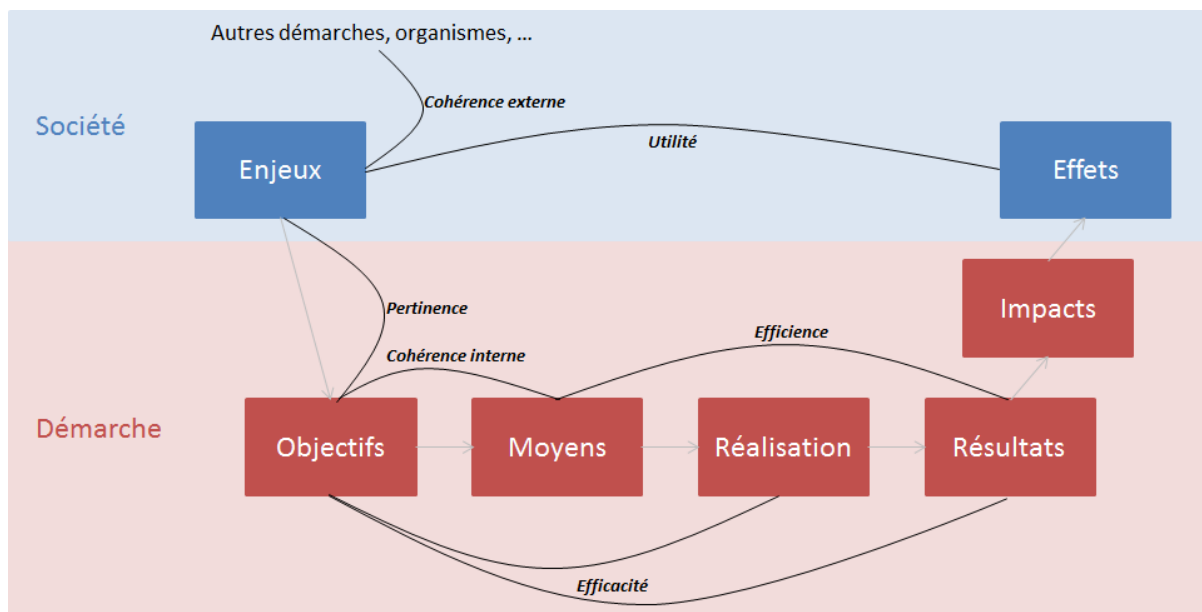 Autres démarches, organismes, ...
Cohérence externe
Société
Utilité
Enjeux
Effets
Impacts
Pertinence
Efficience
Cohérence interne
Démarche
Objectifs
Moyens
Réalisation
Résultats
Efficacité